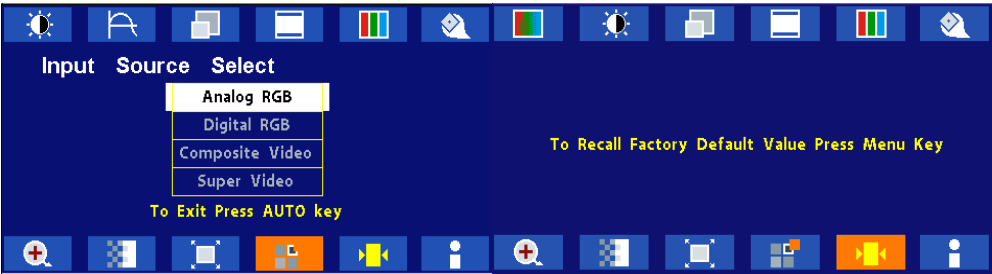 Input Source Select
Analog RGB
Digital RGB
Composite Video
Super Video
To Exit Press AUTO key
To Recall Factory Default Value Press Menu Key